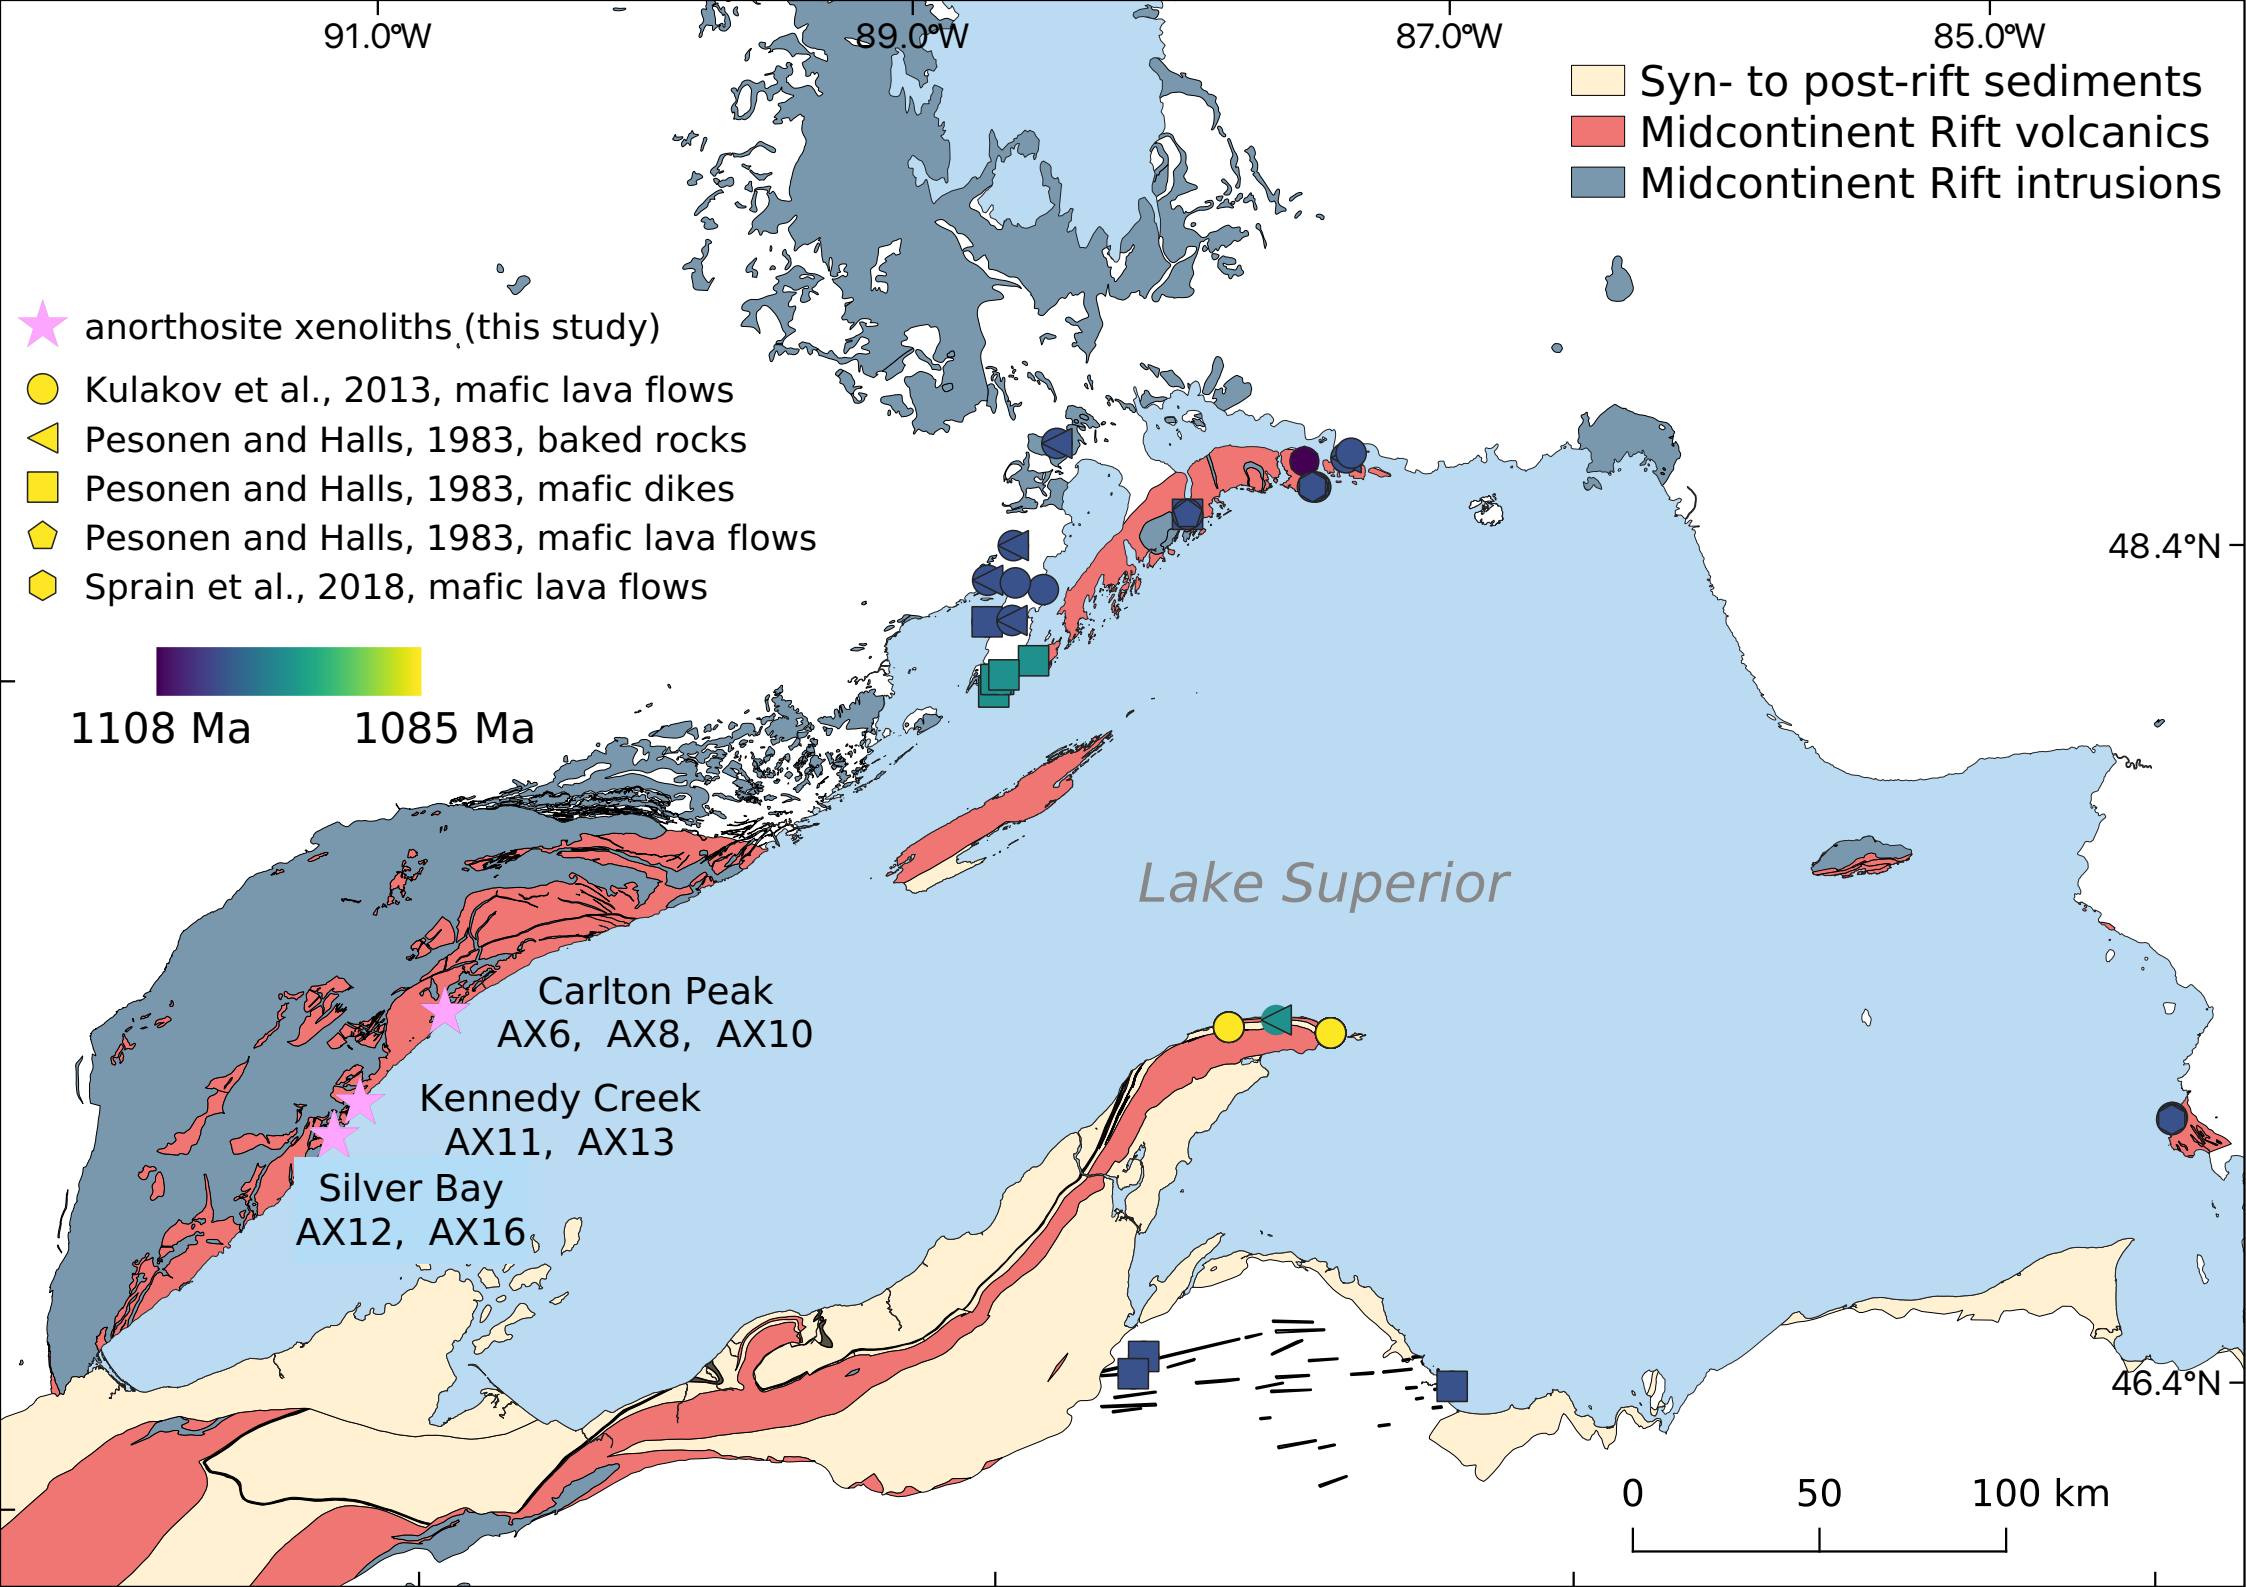 91.0°W
89.0°W
87.0°W
85.0°W
Syn- to post-rift sediments
Midcontinent Rift volcanics
Midcontinent Rift intrusions
anorthosite xenoliths (this study)
Kulakov et al., 2013, mafic lava flows
Pesonen and Halls, 1983, baked rocks
Pesonen and Halls, 1983, mafic dikes
Pesonen and Halls, 1983, mafic lava flows
Sprain et al., 2018, mafic lava flows
1108 Ma
1085 Ma
48.4°N
Lake Superior
Carlton Peak
AX6, AX8, AX10
Kennedy Creek
AX11, AX13
Silver Bay
AX12, AX16
46.4°N
0
50
100 km